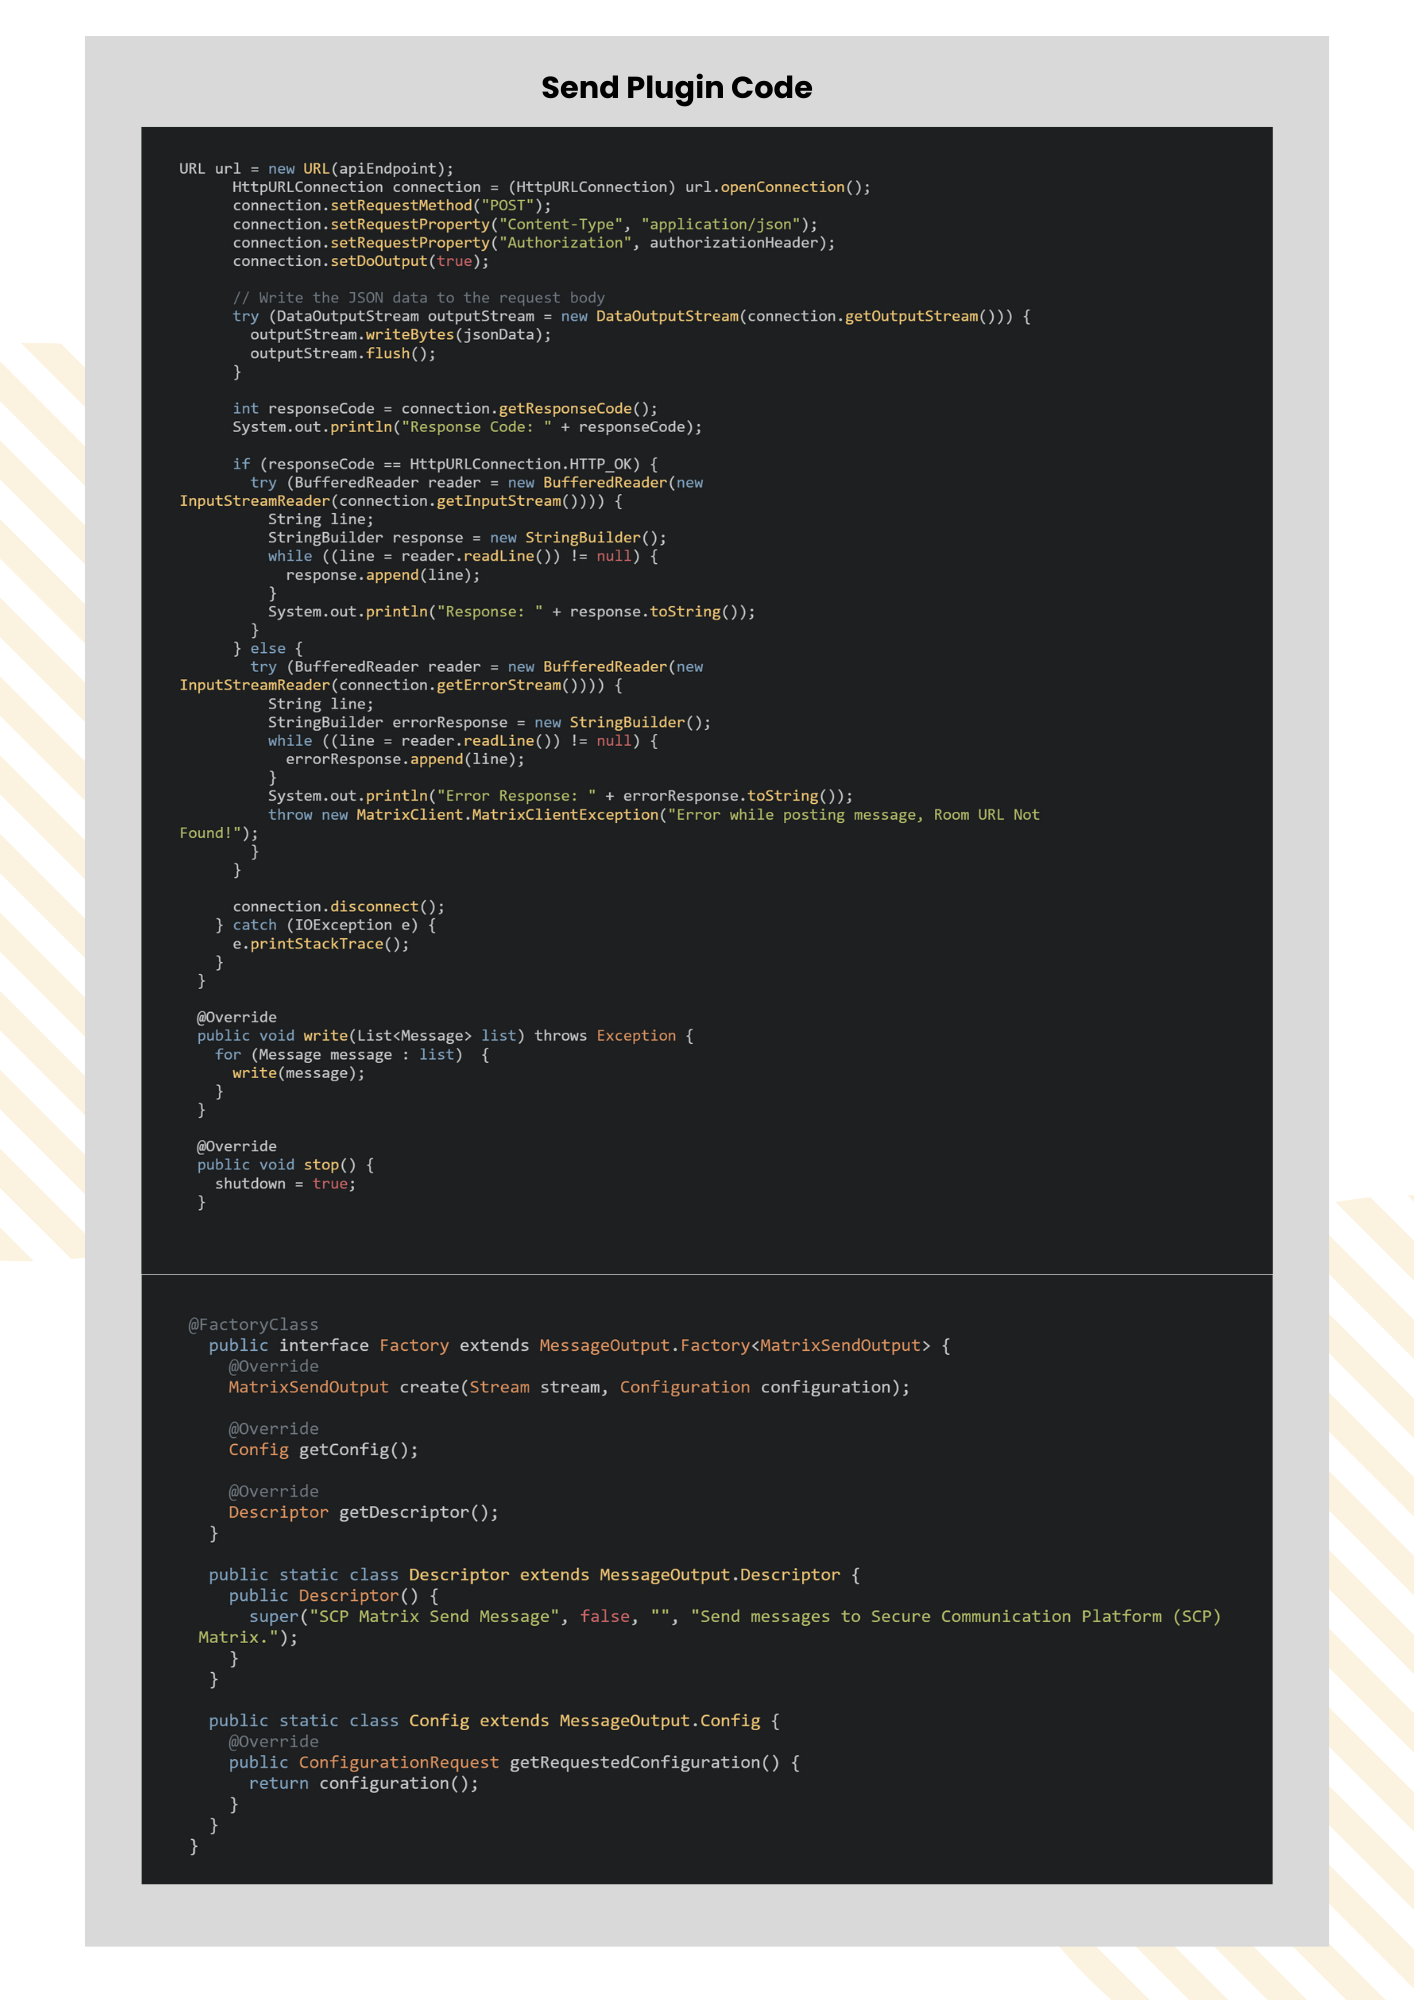 Send Plugin Code
URL url = new URL(apiEndpoint);
HttpURLConnection connection = (HttpURLConnection) url.openConnection();
connection.setRequestMethod("POST");
connection.setRequestProperty("Content-Type", "application/json");
connection.setRequestProperty("Authorization", authorizationHeader);
connection.setDoOutput(true);
// Write the JSON data to the request body
try (DataOutputStream outputStream = new DataOutputStream(connection.getOutputStream())) {
outputStream.writeBytes(jsonData);
outputStream.flush();
}
int responseCode = connection.getResponseCode();
System.out.println("Response Code: " + responseCode);
if (responseCode == HttpURLConnection.HTTP_OK) {
try (BufferedReader reader = new BufferedReader(new
InputStreamReader(connection.getInputStream()))) {
String line;
StringBuilder response = new StringBuilder();
while ((line = reader.readLine()) != null) {
response.append(line);
}
System.out.println("Response: " + response.toString());
}
} else {
try (BufferedReader reader = new BufferedReader(new
InputStreamReader(connection.getErrorStream()))) {
String line;
StringBuilder errorResponse = new StringBuilder();
while ((line = reader.readLine()) != null) {
errorResponse.append(line);
}
System.out.println("Error Response: " + errorResponse.toString());
throw new MatrixClient.MatrixClientException("Error while posting message, Room URL Not
Found!");
}
}
connection.disconnect();
} catch (IOException e) {
e.printStackTrace();
}
}
@Override
public void write(List<Message> list) throws Exception {
for (Message message : list)  {
write(message);
}
}
@Override
public void stop() {
shutdown = true;
}
@FactoryClass
public interface Factory extends MessageOutput.Factory<MatrixSendOutput> {
@Override
MatrixSendOutput create(Stream stream, Configuration configuration);
@Override
Config getConfig();
@Override
Descriptor getDescriptor();
}
public static class Descriptor extends MessageOutput.Descriptor {
public Descriptor() {
super("SCP Matrix Send Message", false, "", "Send messages to Secure Communication Platform (SCP)
Matrix.");
}
}
public static class Config extends MessageOutput.Config {
@Override
public ConfigurationRequest getRequestedConfiguration() {
return configuration();
}
}
}